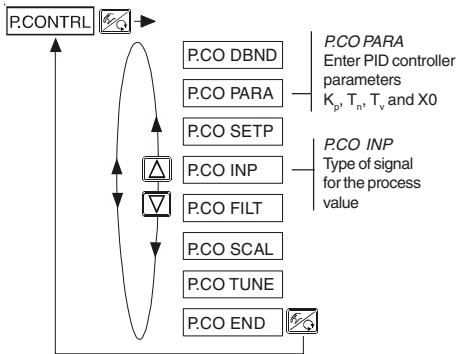 P.CONTRL
P.CO DBND
P.CO PARA
P.CO SETP
P.CO INP
P.CO FILT
P.CO SCAL
P.CO TUNE
P.CO END
P.CO PARA
Enter PID controller
parameters
Kp, Tn, Tv and X0
P.CO INP
Type of signal
for the process
value